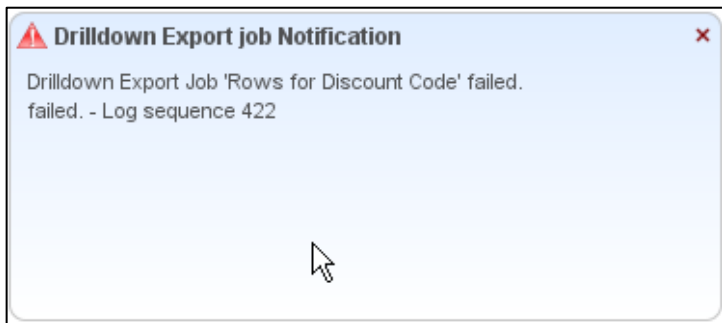 Drilldown Export job Notification
Drilldown Export Job 'Rows for Discount Code' failed.
failed. - Log sequence 422